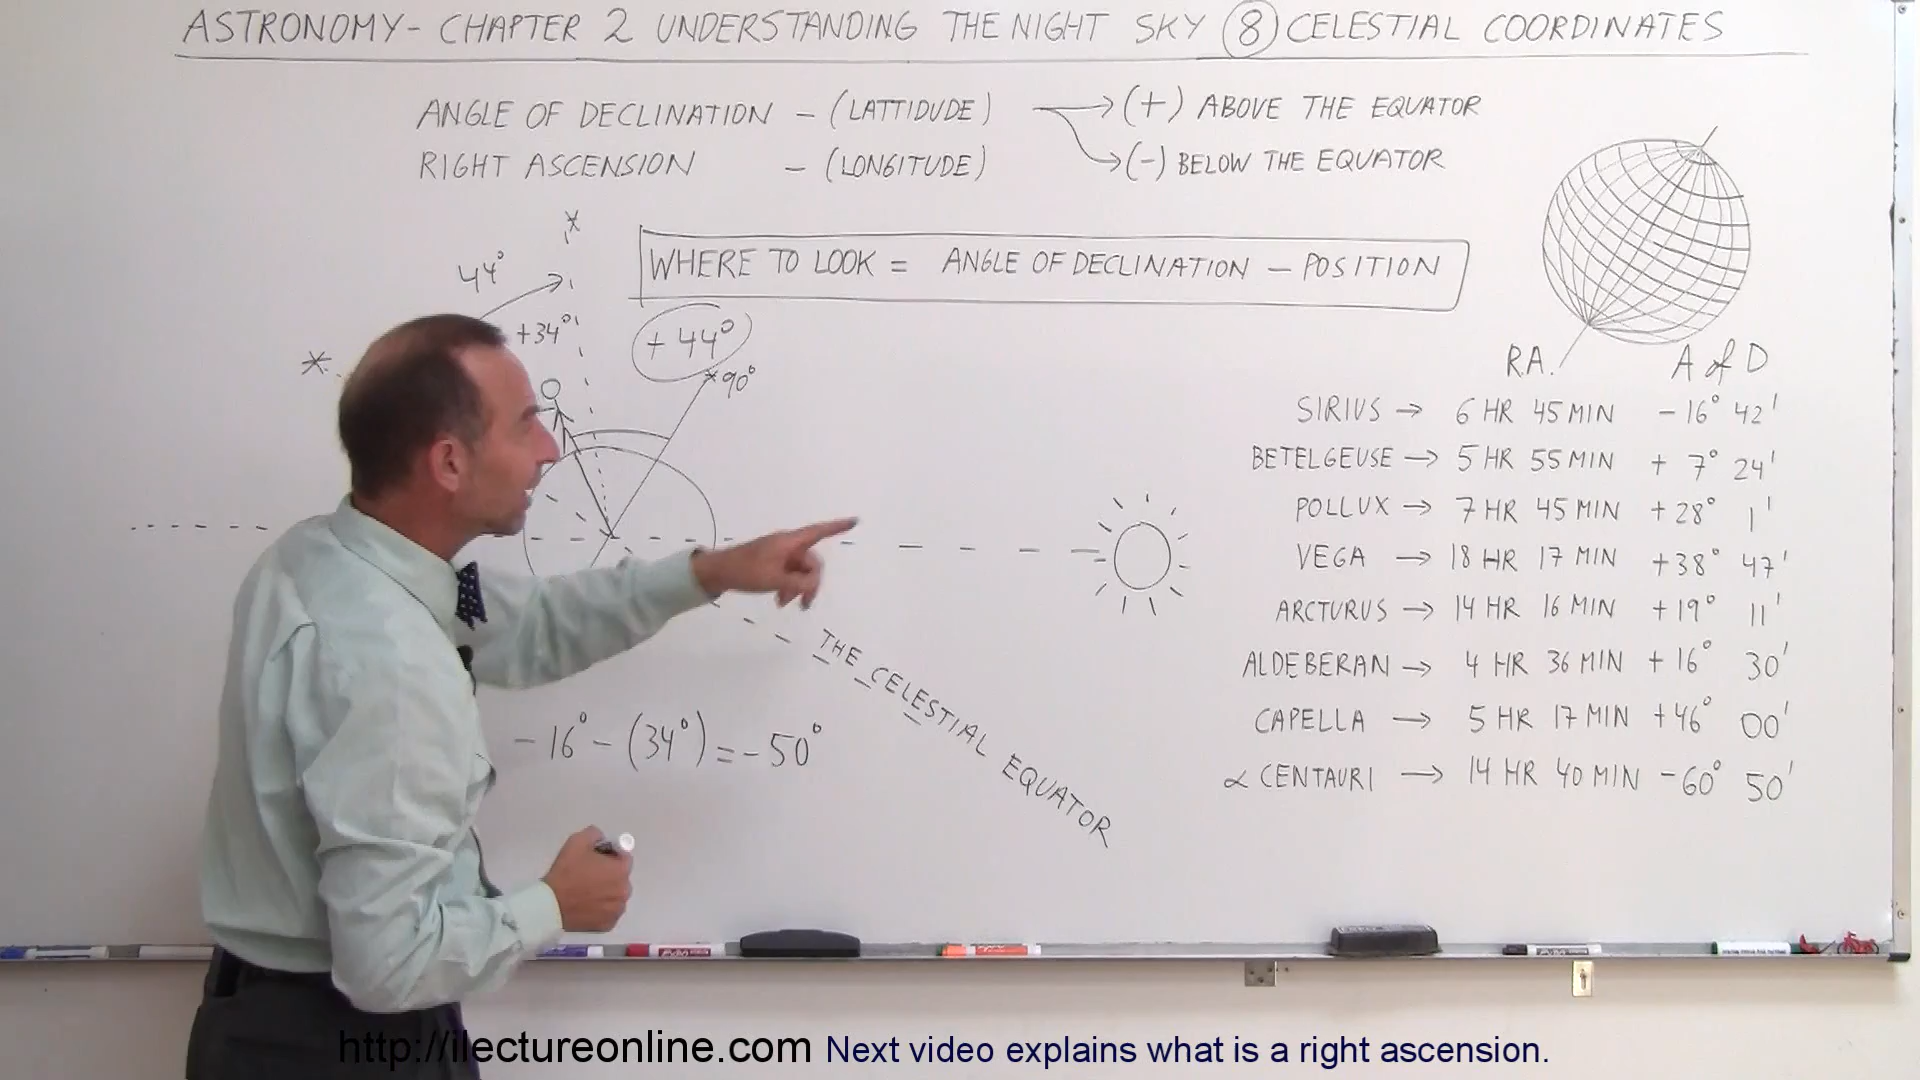 ASTRONOMY - CHAPTER 2 UNDERSTANDING THE NIGHT SKY (8) CELESTIAL COORDINATES
ANGLE OF DECLINATION - (LATTIDUDE) → (+) ABOVE THE EQUATOR
RIGHT ASCENSION - (LONGITUDE) → (-) BELOW THE EQUATOR
WHERE TO LOOK = ANGLE OF DECLINATION - POSITION
44°
+34°
+44°
90°
R.A. A of D
SIRIUS → 6 HR 45 MIN -16° 42'
BETELGEUSE → 5 HR 55 MIN + 7° 24'
POLLUX → 7 HR 45 MIN +28° 1'
VEGA → 18 HR 17 MIN +38° 47'
ARCTURUS → 14 HR 16 MIN +19° 11'
ALDEBERAN → 4 HR 36 MIN +16° 30'
CAPELLA → 5 HR 17 MIN +46° 00'
α CENTAURI → 14 HR 40 MIN -60° 50'
THE CELESTIAL EQUATOR
-16° - (34°) = -50°
http://ilectureonline.com Next video explains what is a right ascension.